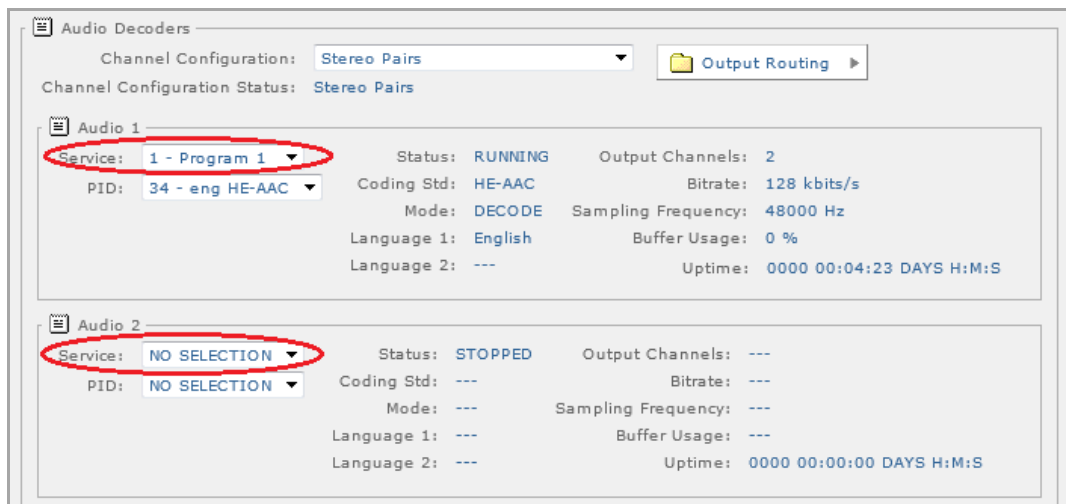 Audio Decoders
Channel Configuration: Stereo Pairs Output Routing
Channel Configuration Status: Stereo Pairs
Audio 1
Service: 1 - Program 1 Status: RUNNING Output Channels: 2
PID: 34 - eng HE-AAC Coding Std: HE-AAC Bitrate: 128 kbits/s
Mode: DECODE Sampling Frequency: 48000 Hz
Language 1: English Buffer Usage: 0 %
Language 2: --- Uptime: 0000 00:04:23 DAYS H:M:S
Audio 2
Service: NO SELECTION Status: STOPPED Output Channels: ---
PID: NO SELECTION Coding Std: --- Bitrate: ---
Mode: --- Sampling Frequency: ---
Language 1: --- Buffer Usage: ---
Language 2: --- Uptime: 0000 00:00:00 DAYS H:M:S